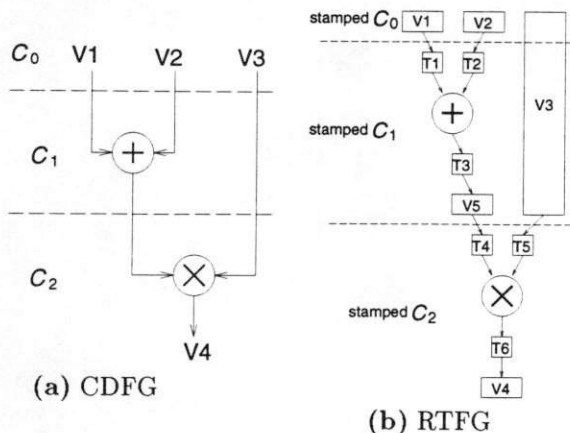 C₀ V1 V2 V3
+
C₁
×
C₂
V4
(a) CDFG
stamped C₀ V1 V2
T1 T2
V3
+
stamped C₁
T3
V5
T4 T5
×
stamped C₂
T6
V4
(b) RTFG